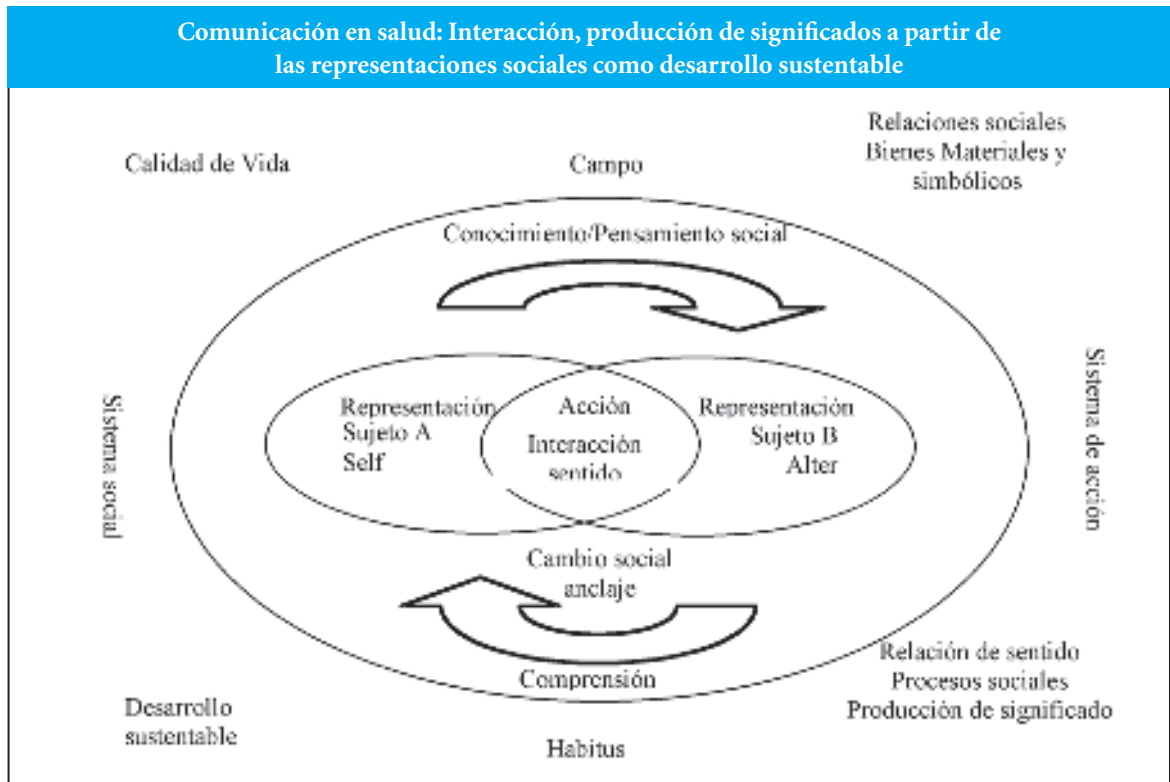 Comunicación en salud: Interacción, producción de significados a partir de
las representaciones sociales como desarrollo sustentable
Calidad de Vida
Campo
Relaciones sociales
Bienes Materiales y
simbólicos
Conocimiento/Pensamiento social
Sistema social
Representación
Sujeto A
Self
Acción
Interacción
sentido
Representación
Sujeto B
Alter
Sistema de acción
Cambio social
anclaje
Comprensión
Desarrollo
sustentable
Habitus
Relación de sentido
Procesos sociales
Producción de significado